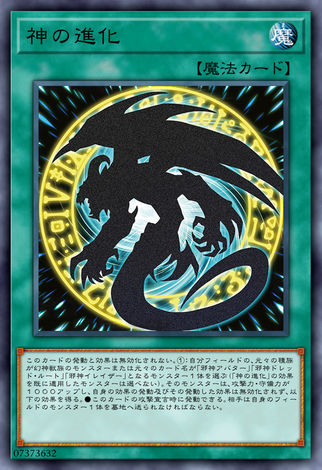 神の進化
魔
【魔法カード】
このカードの発動と効果は無効化されない。①：自分フィールドの、元々の種族
が幻神獣族のモンスターまたは元々のカード名が「邪神アバター」「邪神ドレッ
ド・ルート」「邪神イレイザー」となるモンスター１体を選ぶ（「神の進化」の効果
を既に適用したモンスターは選べない）。そのモンスターは、攻撃力・守備力が
１０００アップし、自身の効果の発動及びその発動した効果は無効化されず、以
下の効果を得る。●このカードの攻撃宣言時に発動できる。相手は自身のフィー
ルドのモンスター１体を墓地へ送らなければならない。
07373632